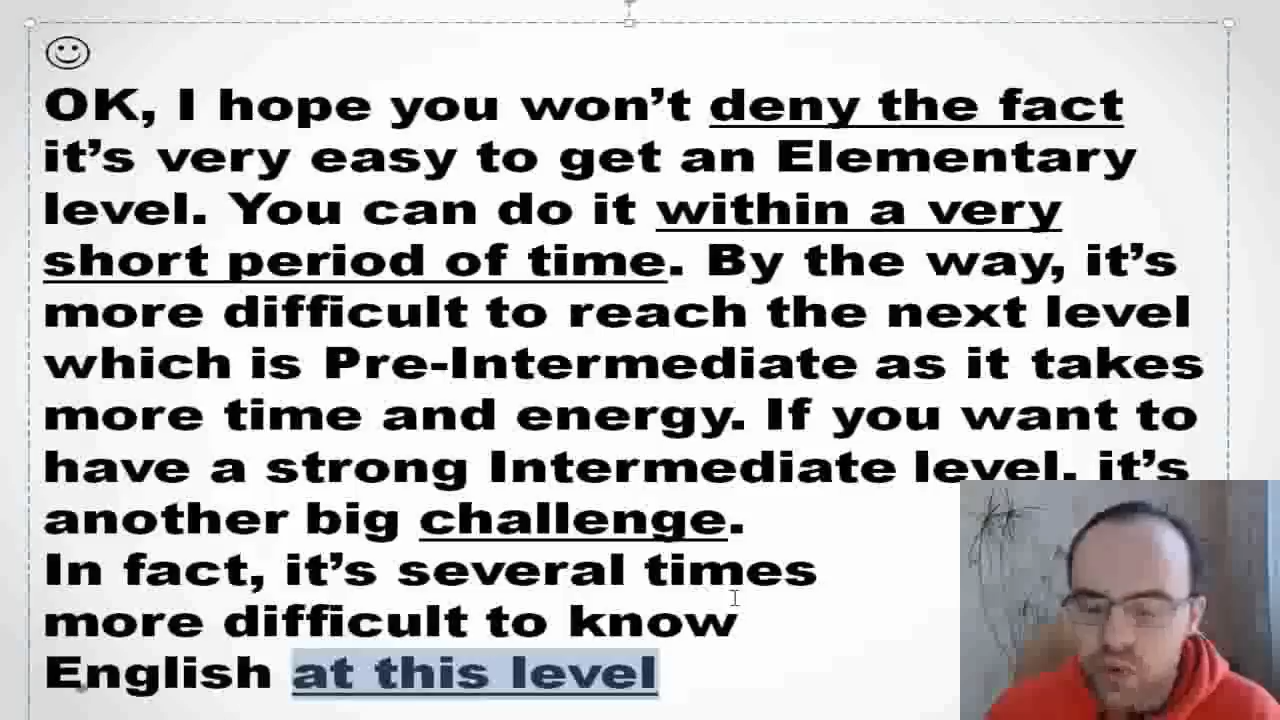 OK, I hope you won’t deny the fact
it’s very easy to get an Elementary
level. You can do it within a very
short period of time. By the way, it’s
more difficult to reach the next level
which is Pre-Intermediate as it takes
more time and energy. If you want to
have a strong Intermediate level, it’s
another big challenge.
In fact, it’s several times
more difficult to know
English at this level